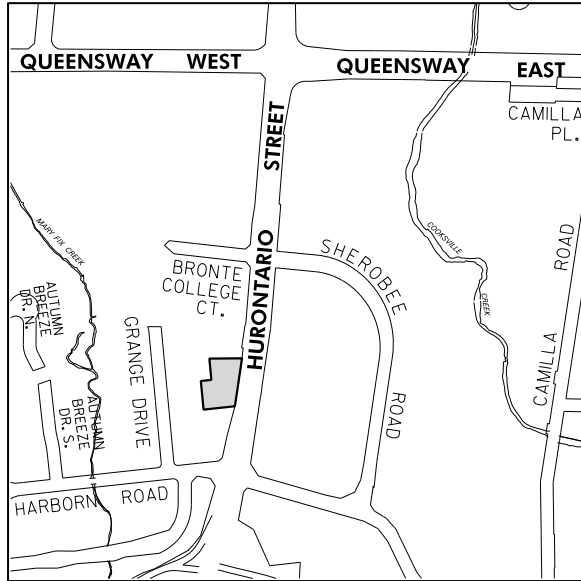 QUEENSWAY WEST
QUEENSWAY EAST
CAMILLA
PL.
STREET
HURONTARIO
MARY FIX CREEK
COOKSVILLE
CREEK
SHEROBEE
ROAD
BRONTE
COLLEGE
CT.
AUTUMN
BREEZE
DR. N.
GRANGE DRIVE
AUTUMN
BREEZE
DR. S.
CAMILLA ROAD
HARBORN ROAD